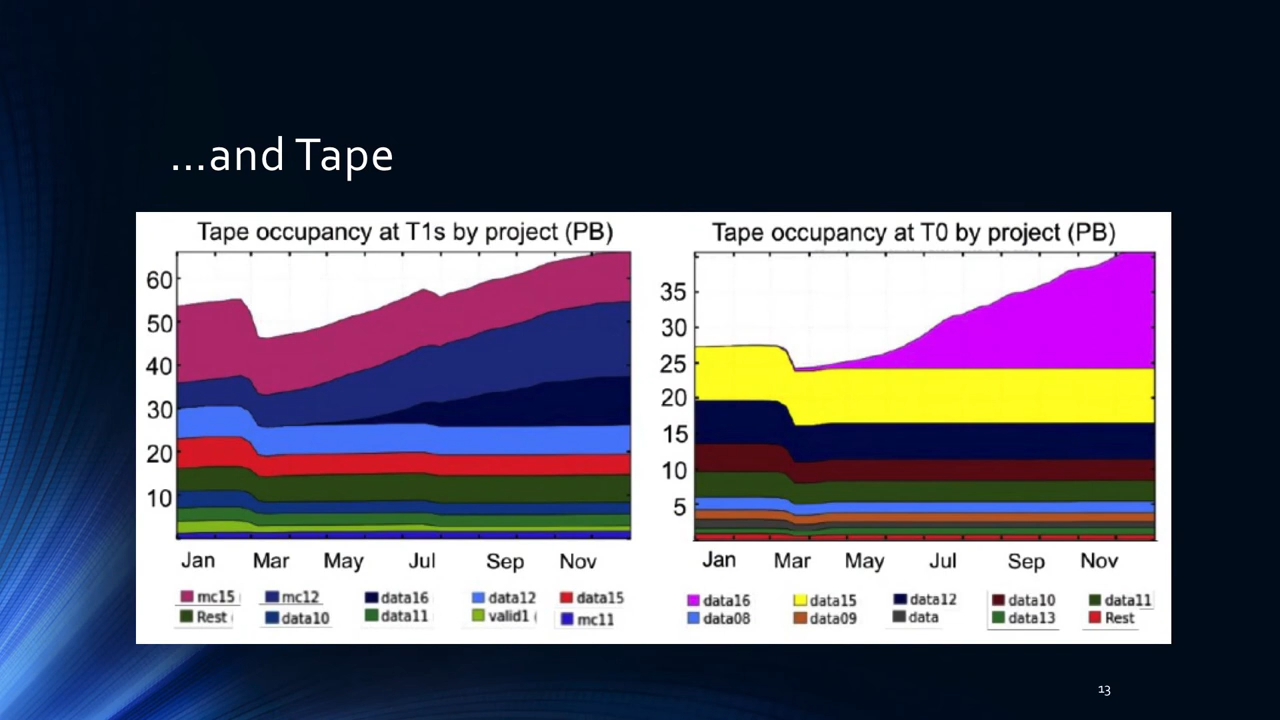 ...and Tape
Tape occupancy at T1s by project (PB)
60
50
40
30
20
10
Jan Mar May Jul Sep Nov
mc15 mc12 data16 data12 data15
Rest data10 data11 valid1 mc11
Tape occupancy at T0 by project (PB)
35
30
25
20
15
10
5
Jan Mar May Jul Sep Nov
data16 data15 data12 data10 data11
data08 data09 data data13 Rest
13